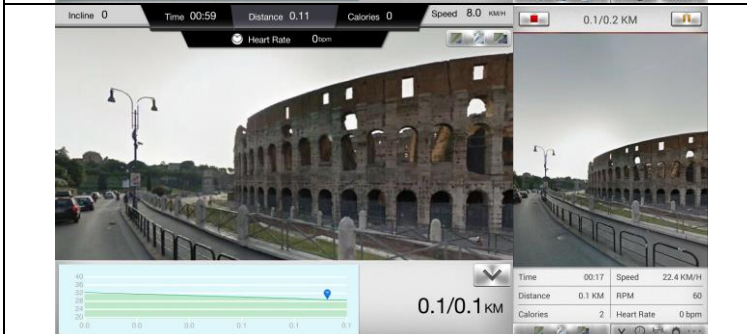 Incline 0 Time 00:59 Distance 0.11 Calories 0 Speed 8.0 KM/H
Heart Rate 0bpm
40
36
32
28
24
20
0.0 0.0 0.1 0.1 0.1
0.1/0.1 KM
0.1/0.2 KM
Time 00:17 Speed 22.4 KM/H
Distance 0.1 KM RPM 60
Calories 2 Heart Rate 0 bpm